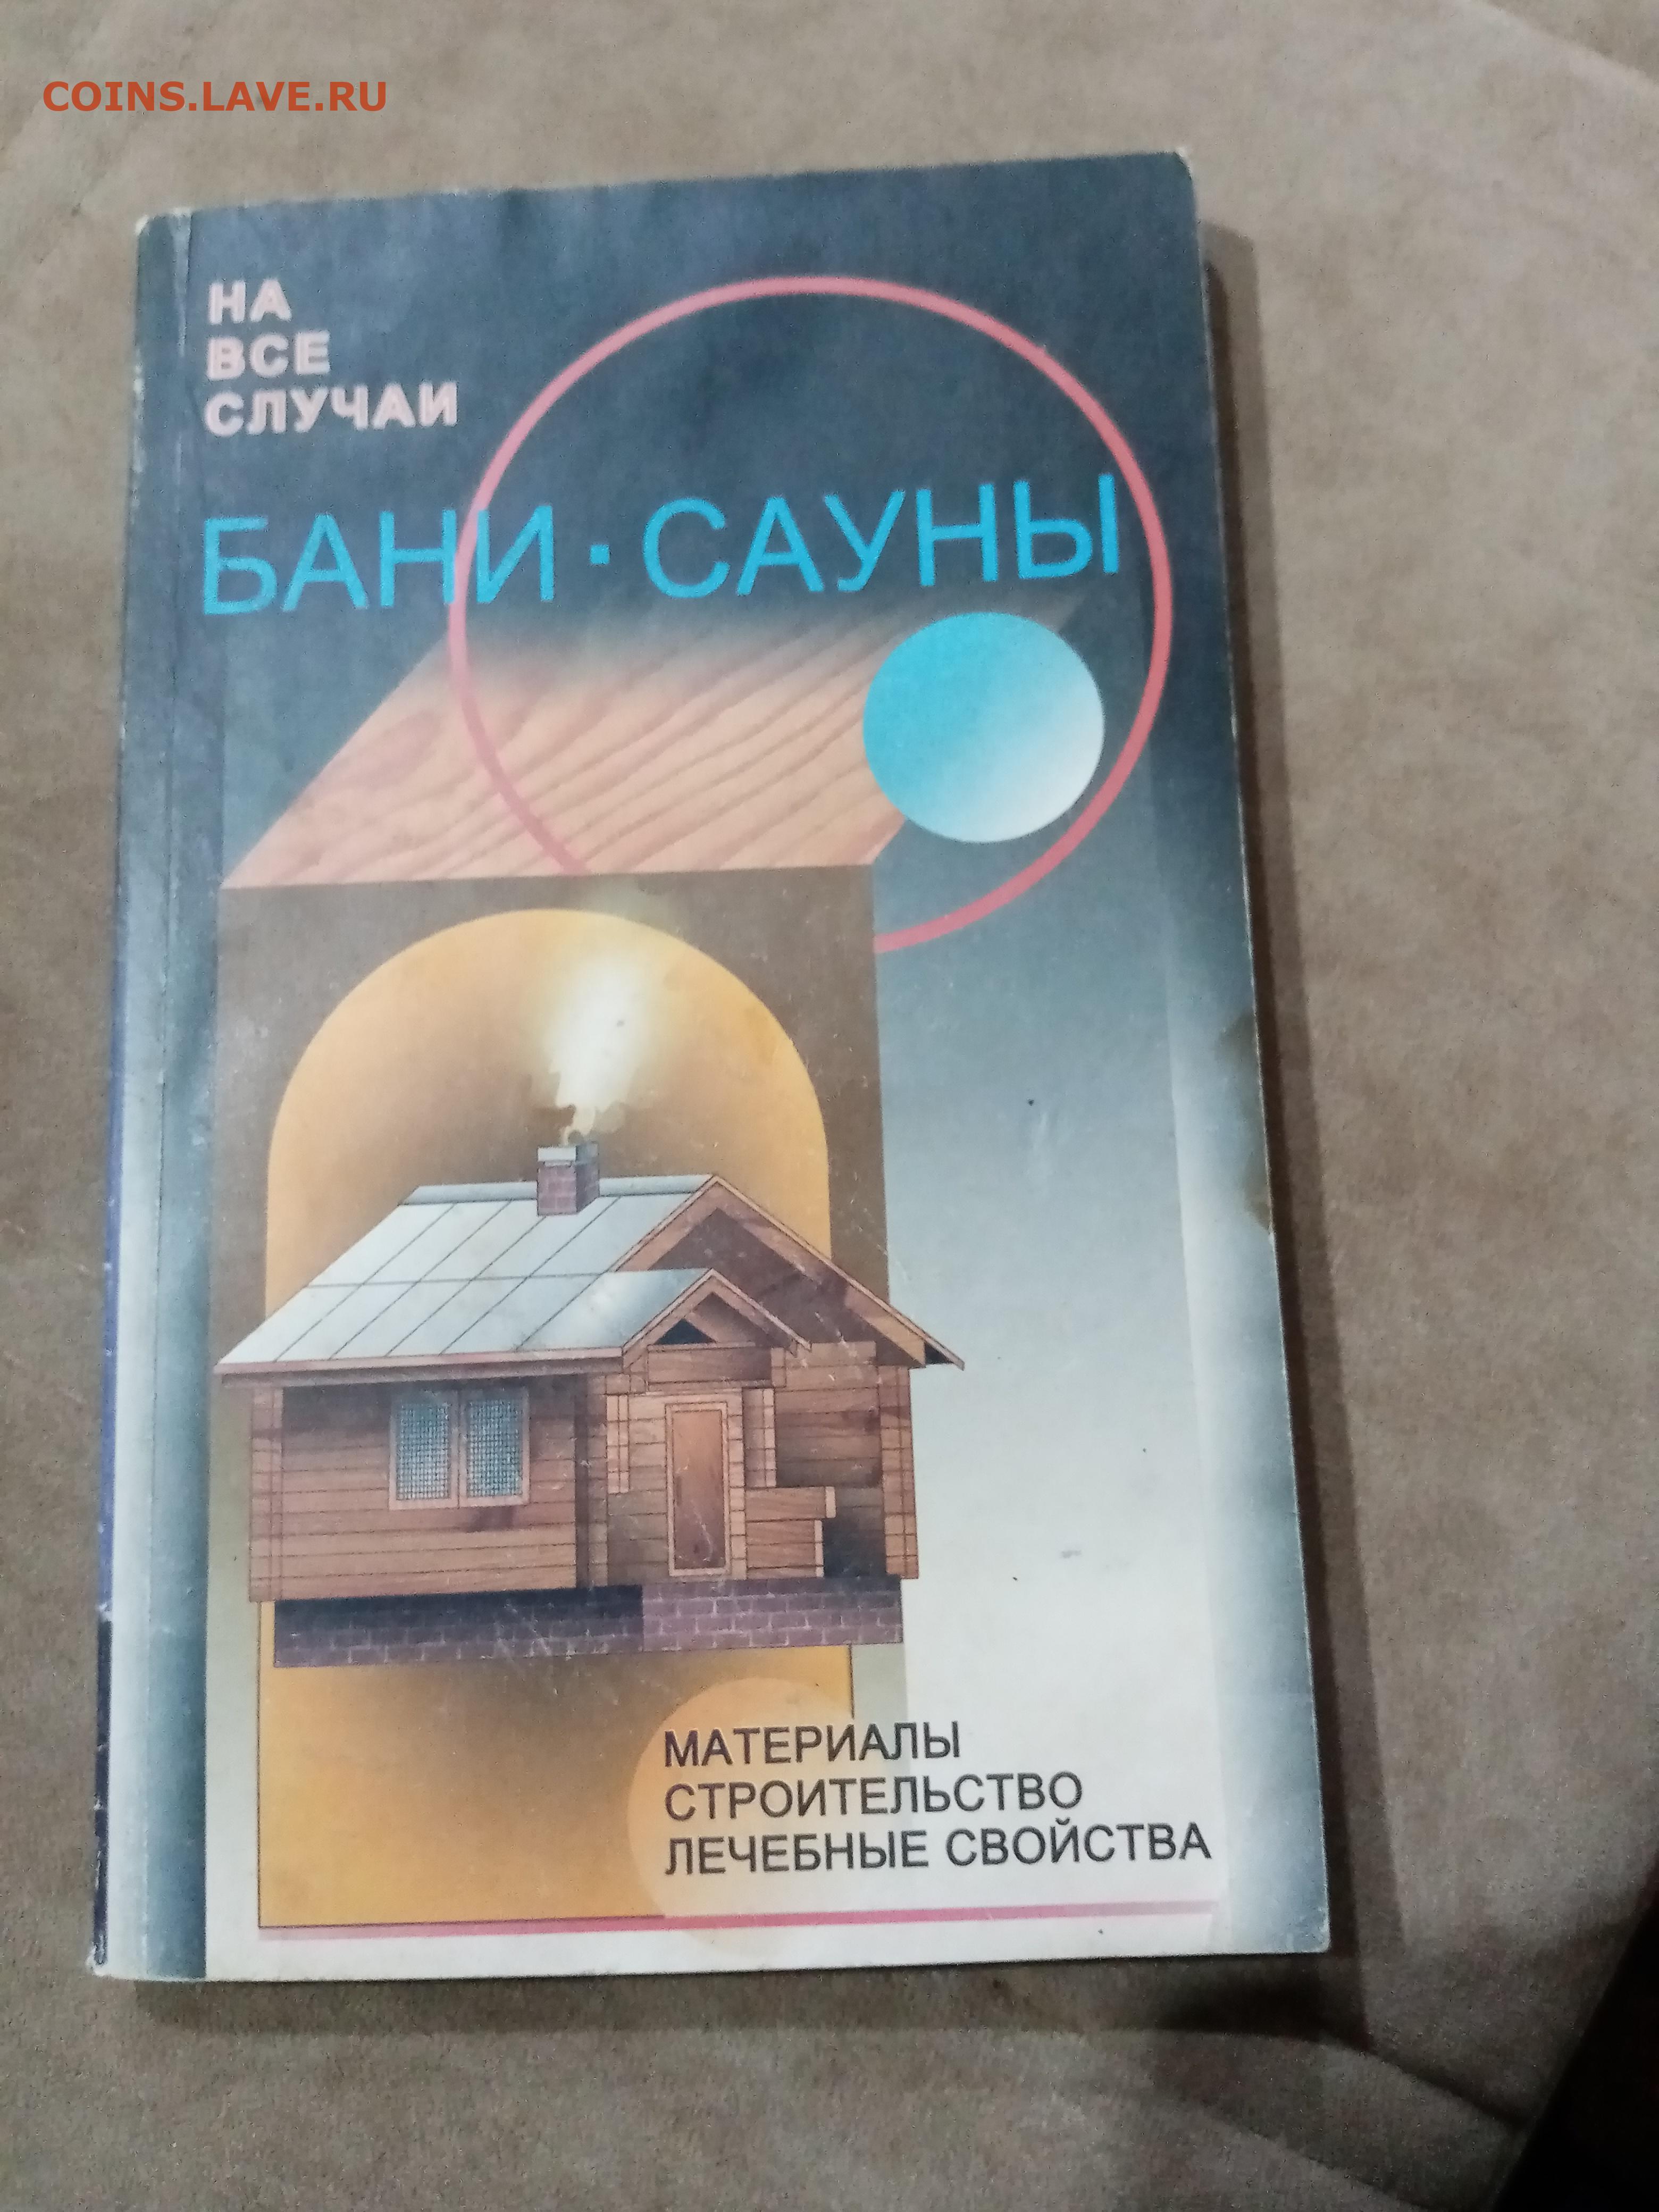 COINS.LAVE.RU
НА
ВСЕ
СЛУЧАИ
БАНИ · САУНЫ
МАТЕРИАЛЫ
СТРОИТЕЛЬСТВО
ЛЕЧЕБНЫЕ СВОЙСТВА